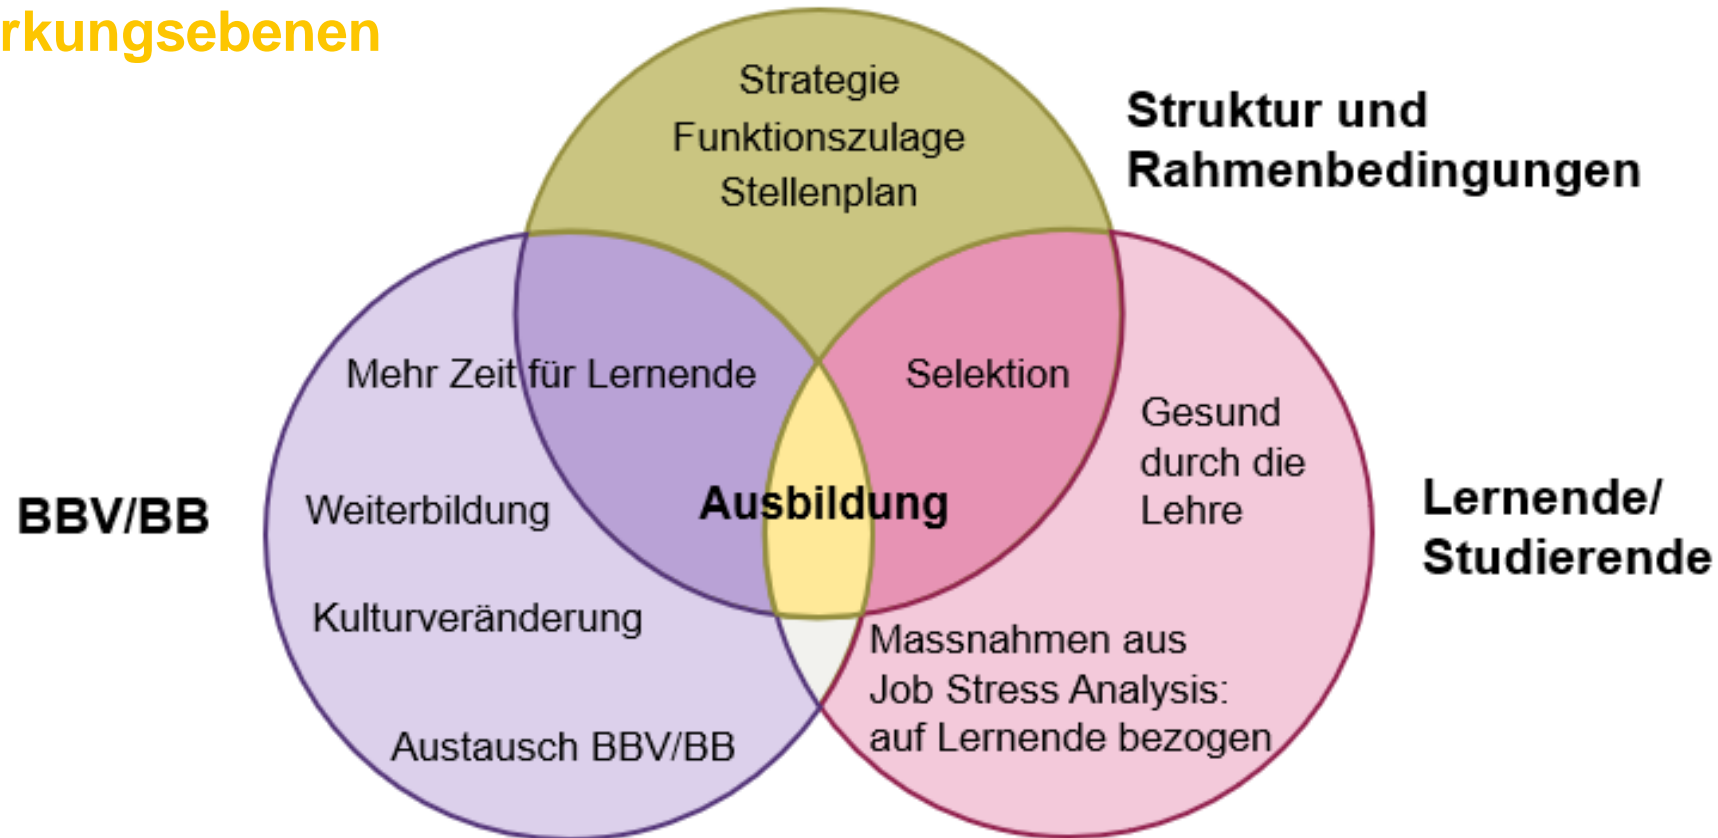 rkungsebenen
Strategie
Funktionszulage
Stellenplan
Struktur und
Rahmenbedingungen
Mehr Zeit für Lernende
Selektion
Gesund
durch die
Lehre
Weiterbildung
Ausbildung
BBV/BB
Lernende/
Studierende
Kulturveränderung
Massnahmen aus
Job Stress Analysis:
auf Lernende bezogen
Austausch BBV/BB